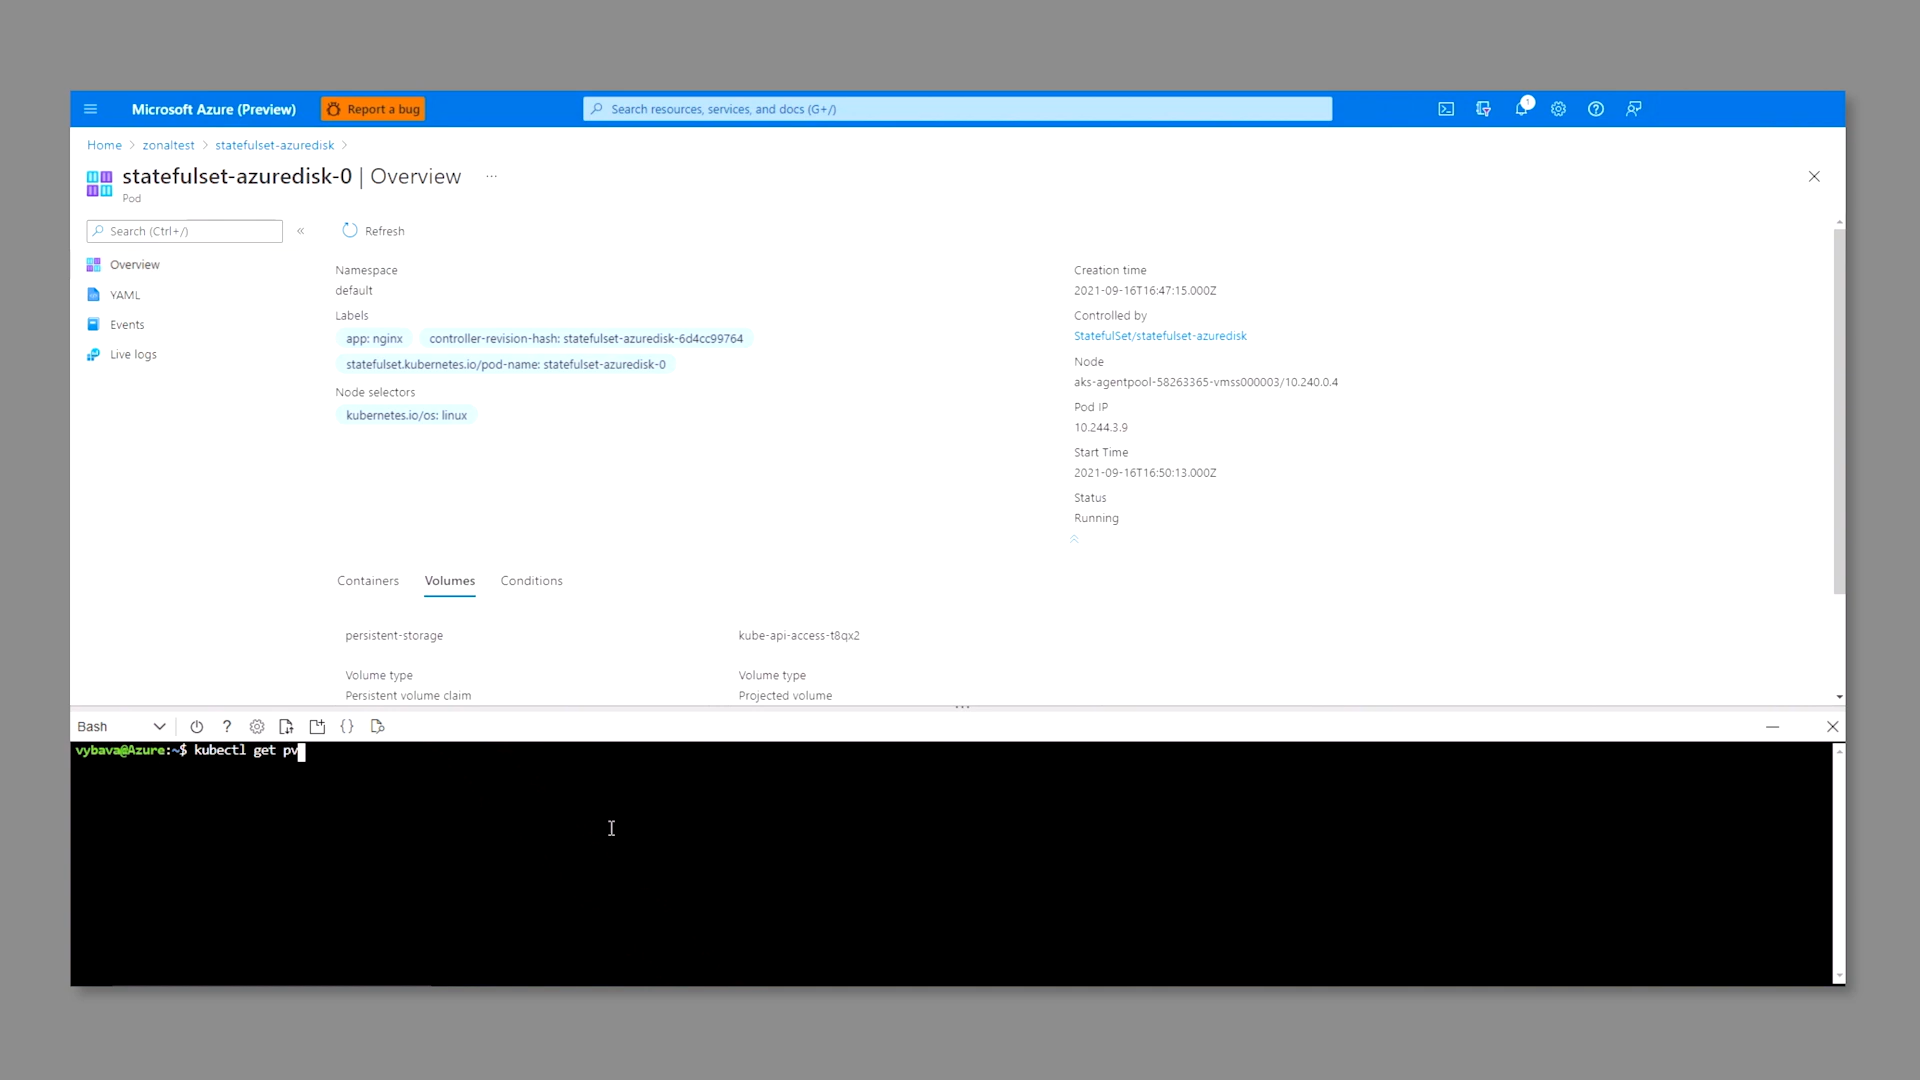 Microsoft Azure (Preview)
Report a bug
Search resources, services, and docs (G+/)
1
Home > zonaltest > statefulset-azuredisk >
statefulset-azuredisk-0 | Overview ...
Pod
Search (Ctrl+/)
«
Refresh
Overview
YAML
Events
Live logs
Namespace
default
Labels
app: nginx
controller-revision-hash: statefulset-azuredisk-6d4cc99764
statefulset.kubernetes.io/pod-name: statefulset-azuredisk-0
Node selectors
kubernetes.io/os: linux
Creation time
2021-09-16T16:47:15.000Z
Controlled by
StatefulSet/statefulset-azuredisk
Node
aks-agentpool-58263365-vmss000003/10.240.0.4
Pod IP
10.244.3.9
Start Time
2021-09-16T16:50:13.000Z
Status
Running
Containers
Volumes
Conditions
persistent-storage
Volume type
Persistent volume claim
kube-api-access-t8qx2
Volume type
Projected volume
Bash
?
{}
vybava@Azure:~$ kubectl get pv